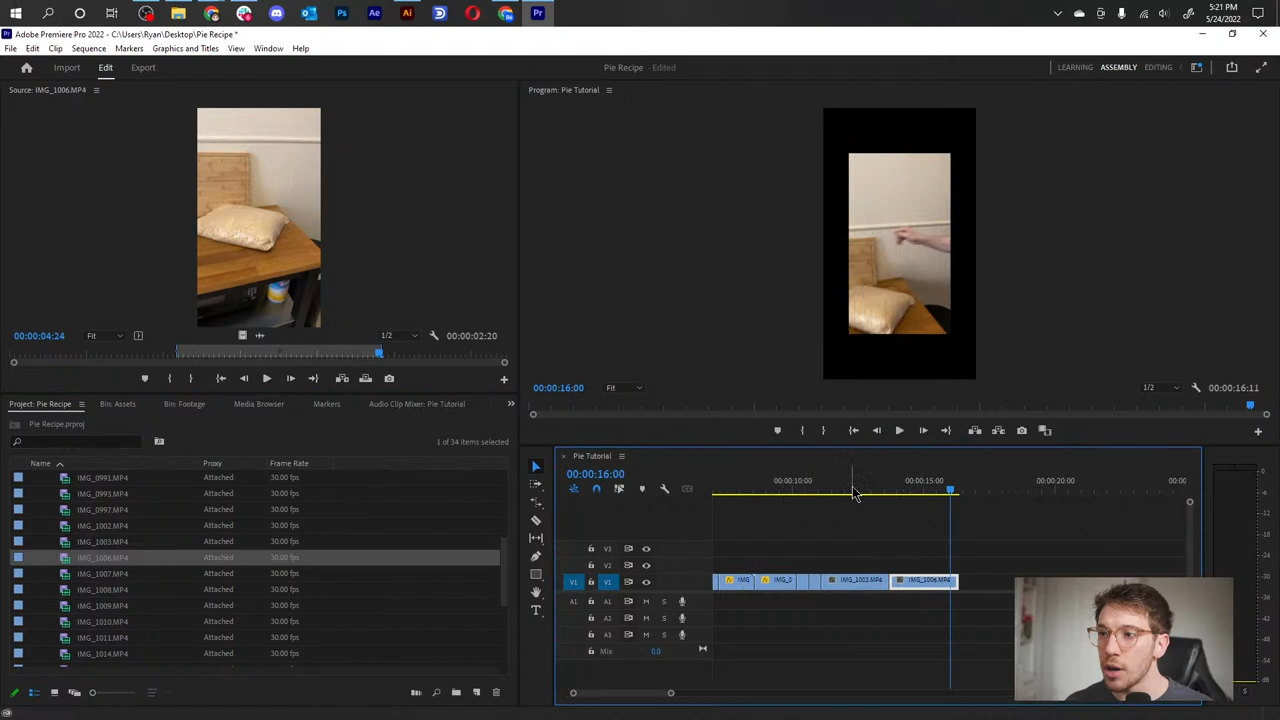 5:21 PM
5/24/2022
Adobe Premiere Pro 2022 - C:\Users\Ryan\Desktop\Pie Recipe *
File Edit Clip Sequence Markers Graphics and Titles View Window Help
Import Edit Export
Pie Recipe - Edited
LEARNING ASSEMBLY EDITING
Source: IMG_1006.MP4
Program: Pie Tutorial
00:00:04:24 Fit 1/2 00:00:02:20
00:00:16:00 Fit 1/2 00:00:16:11
Project: Pie Recipe Bin: Assets Bin: Footage Media Browser Markers Audio Clip Mixer: Pie Tutorial
Pie Recipe.prproj
1 of 34 items selected
Name Proxy Frame Rate
IMG_0991.MP4 Attached 30.00 fps
IMG_0993.MP4 Attached 30.00 fps
IMG_0997.MP4 Attached 30.00 fps
IMG_1002.MP4 Attached 30.00 fps
IMG_1003.MP4 Attached 30.00 fps
IMG_1006.MP4 Attached 30.00 fps
IMG_1007.MP4 Attached 30.00 fps
IMG_1008.MP4 Attached 30.00 fps
IMG_1009.MP4 Attached 30.00 fps
IMG_1010.MP4 Attached 30.00 fps
IMG_1011.MP4 Attached 30.00 fps
IMG_1014.MP4 Attached 30.00 fps
Pie Tutorial
00:00:16:00
00:00:10:00 00:00:15:00 00:00:20:00 00:00
V3
V2
V1 V1 IMG IMG_0 IMG_1003.MP4 IMG_1006.MP4
A1 A1 M S
A2 M S
A3 M S
Mix 0.0
0
-6
-12
-18
-24
-30
-36
-54
dB
S